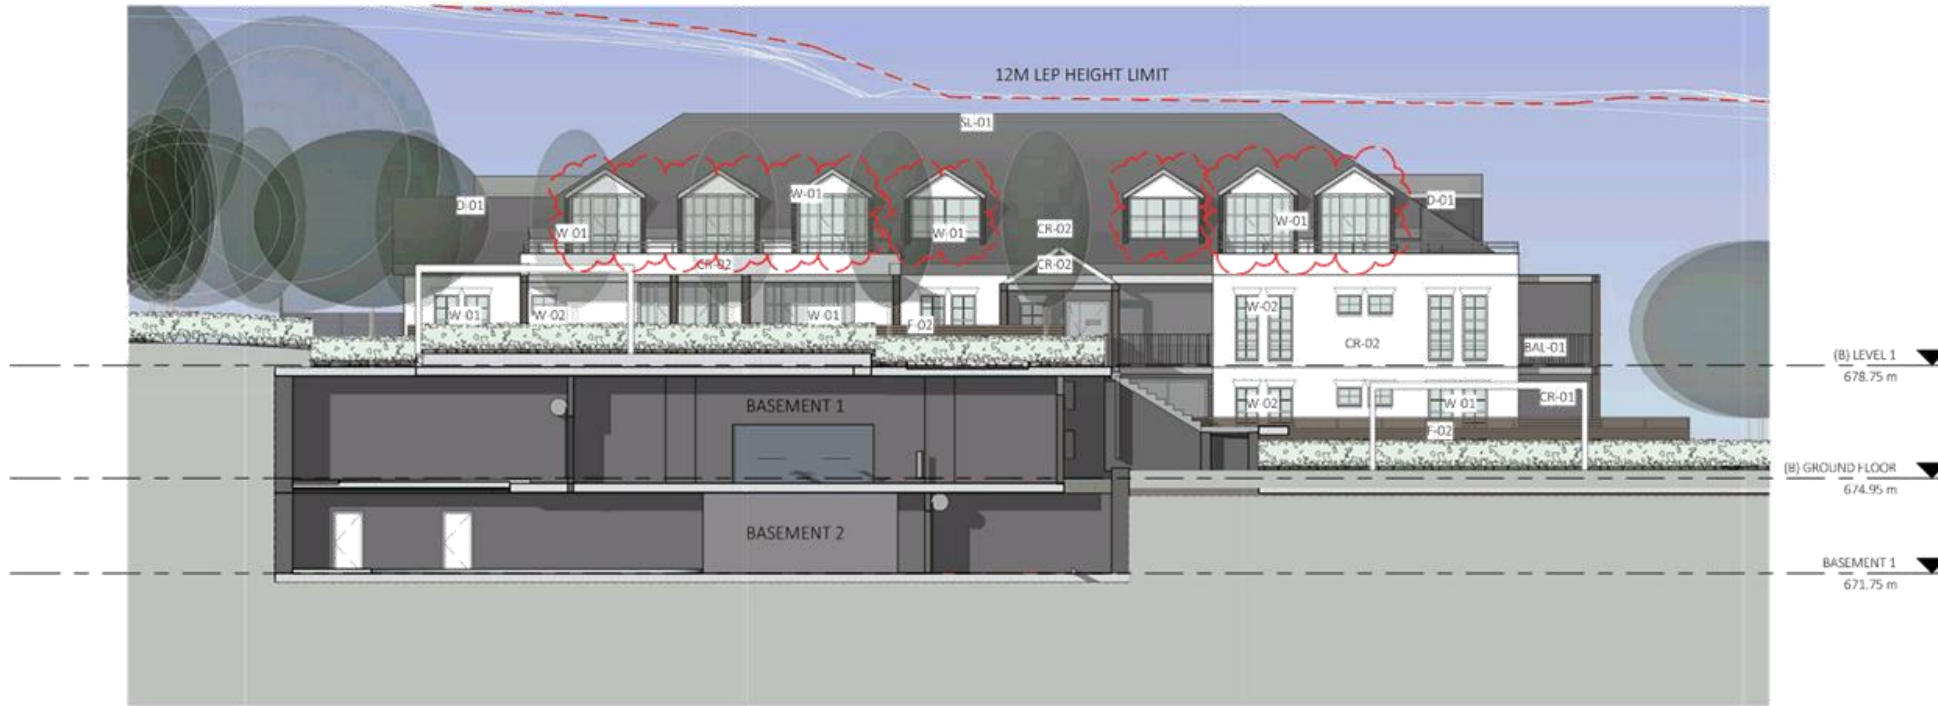 12M LEP HEIGHT LIMIT
SL-01
W-01
D-01
D-01
W-01
W-01
W-01
CR-02
CR-02
CR-02
W-01
W-02
W-01
F-02
W-02
CR-02
BAL-01
(B) LEVEL 1
678.75 m
W-02
W-01
CR-01
BASEMENT 1
F-02
(B) GROUND FLOOR
674.95 m
BASEMENT 2
BASEMENT 1
671.75 m